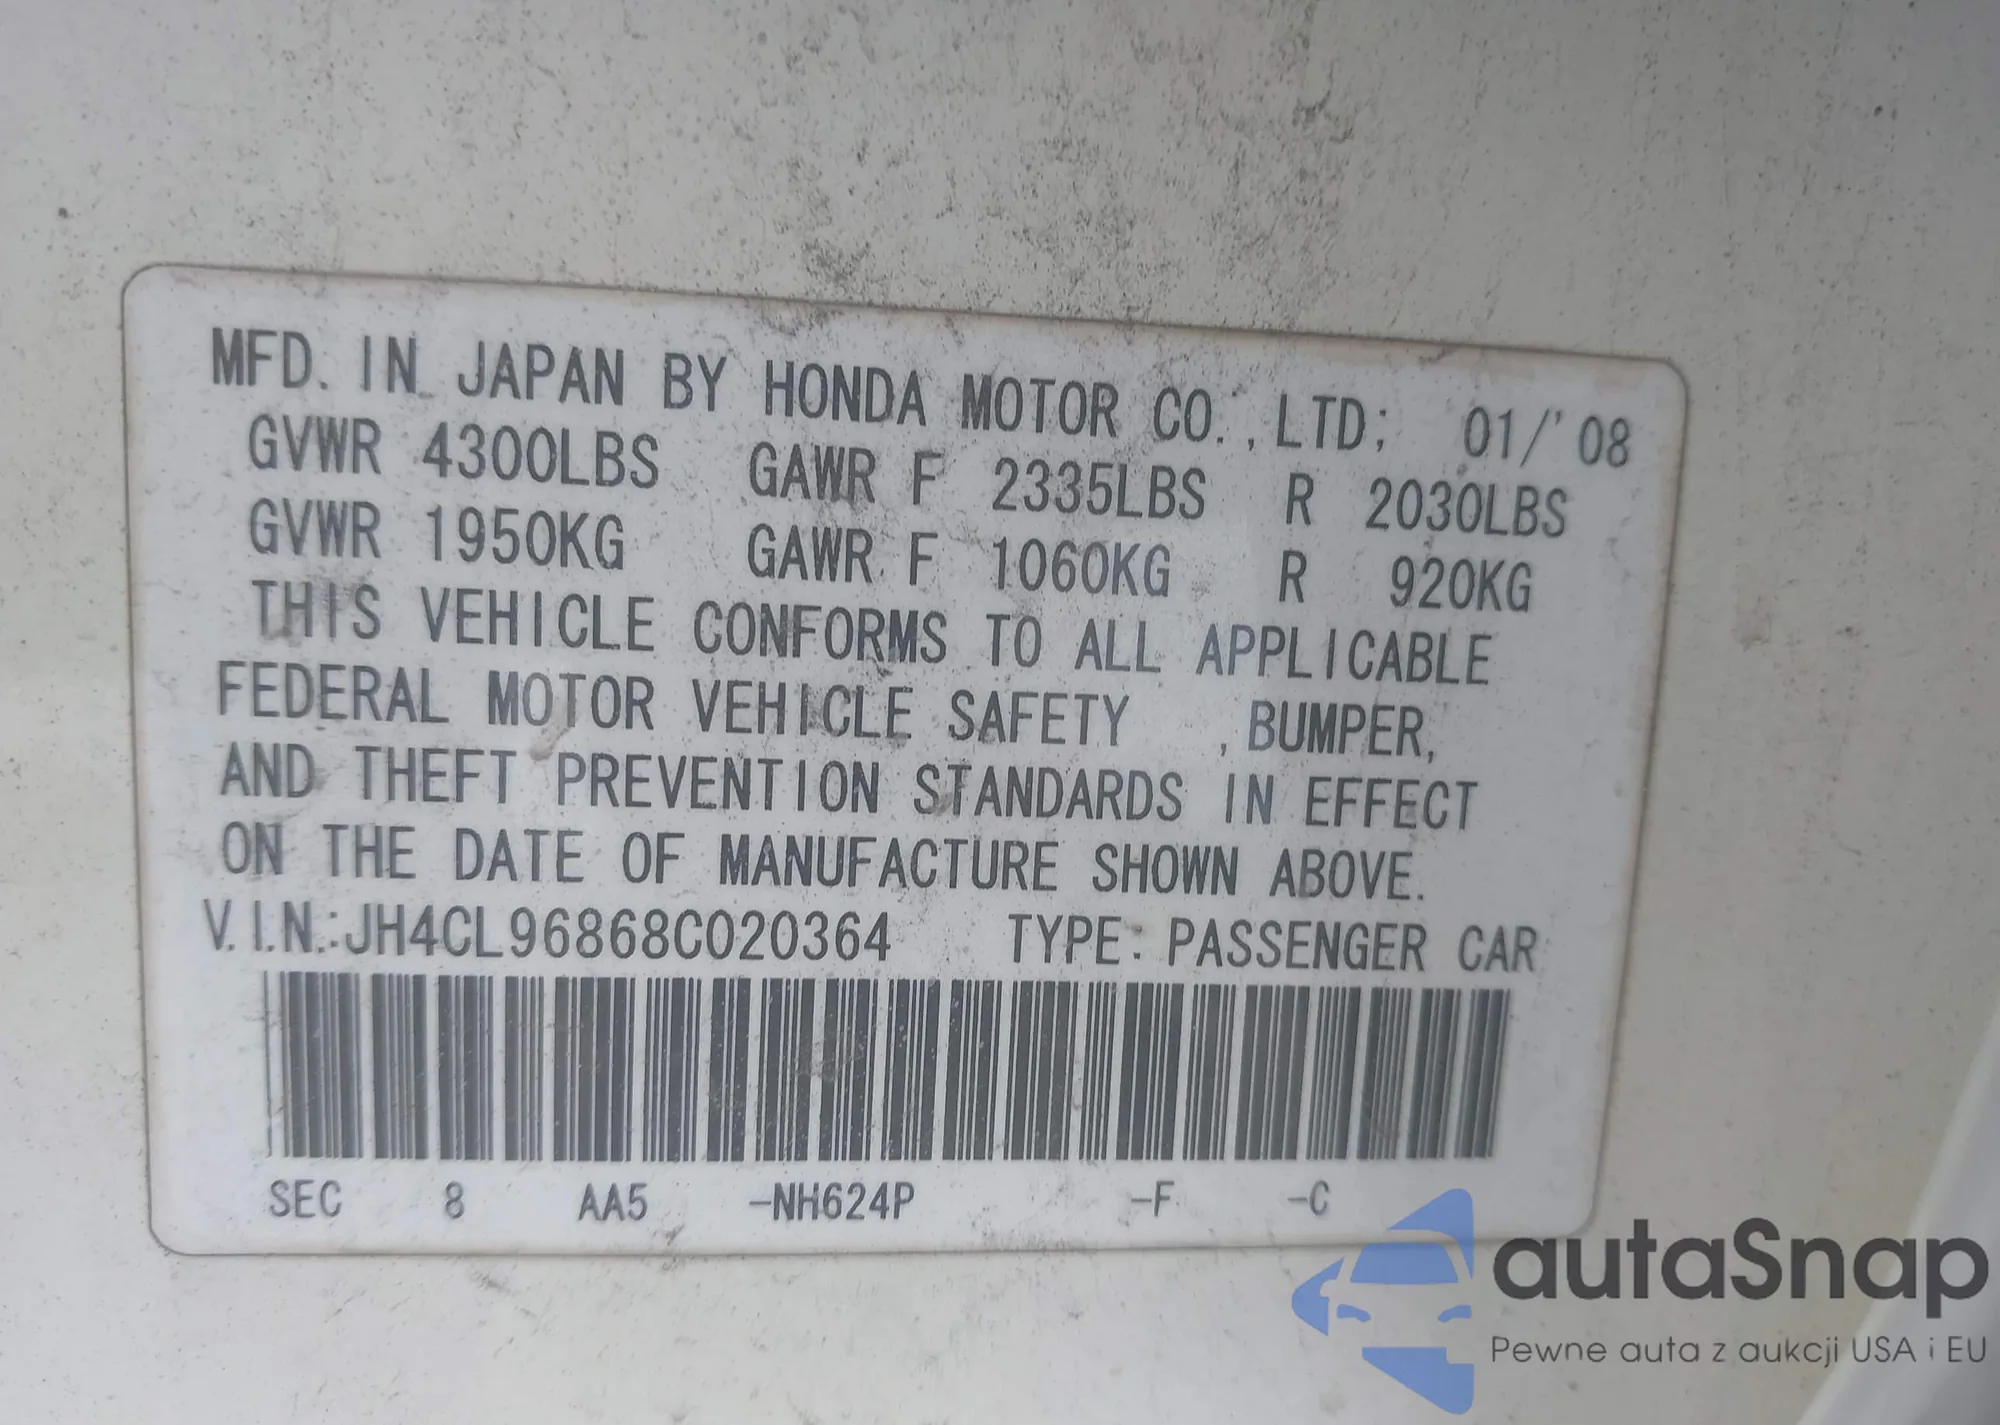 MFD. IN JAPAN BY HONDA MOTOR CO.,LTD; 01/'08
GVWR 4300LBS GAWR F 2335LBS R 2030LBS
GVWR 1950KG GAWR F 1060KG R 920KG
THIS VEHICLE CONFORMS TO ALL APPLICABLE
FEDERAL MOTOR VEHICLE SAFETY ,BUMPER,
AND THEFT PREVENTION STANDARDS IN EFFECT
ON THE DATE OF MANUFACTURE SHOWN ABOVE.
V.I.N.:JH4CL96868C020364 TYPE: PASSENGER CAR
SEC 8 AA5 -NH624P -F -C
autaSnap
Pewne auta z aukcji USA i EU